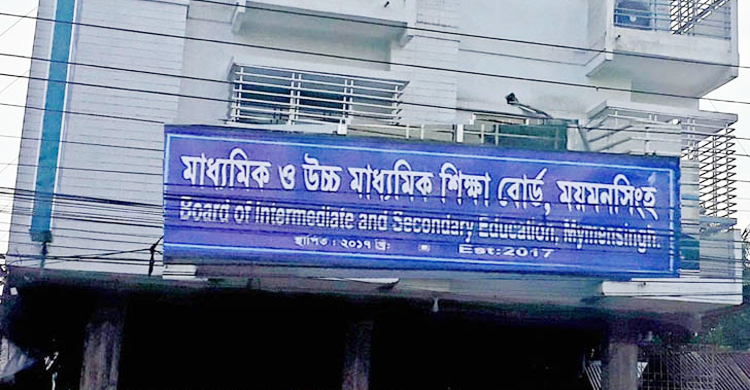 মাধ্যমিক ও উচ্চ মাধ্যমিক শিক্ষা বোর্ড, ময়মনসিংহ
Board of Intermediate and Secondary Education, Mymensingh.
স্থাপিত : ২০১৭ খ্রি: Est:2017